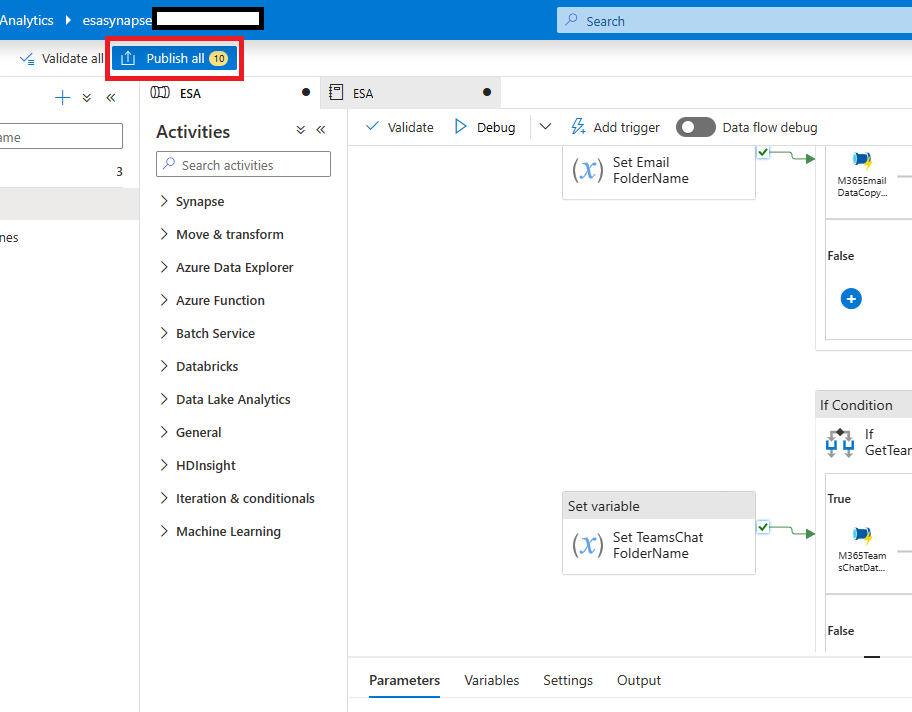 Analytics
esasynapse
Search
Validate all
Publish all 10
ame
3
nes
ESA
ESA
Activities
Search activities
Synapse
Move & transform
Azure Data Explorer
Azure Function
Batch Service
Databricks
Data Lake Analytics
General
HDInsight
Iteration & conditionals
Machine Learning
Validate
Debug
Add trigger
Data flow debug
(x)
Set Email
FolderName
M365Email
DataCopy...
False
If Condition
If
GetTeam
True
Set variable
(x)
Set TeamsChat
FolderName
M365Team
sChatDat...
False
Parameters
Variables
Settings
Output